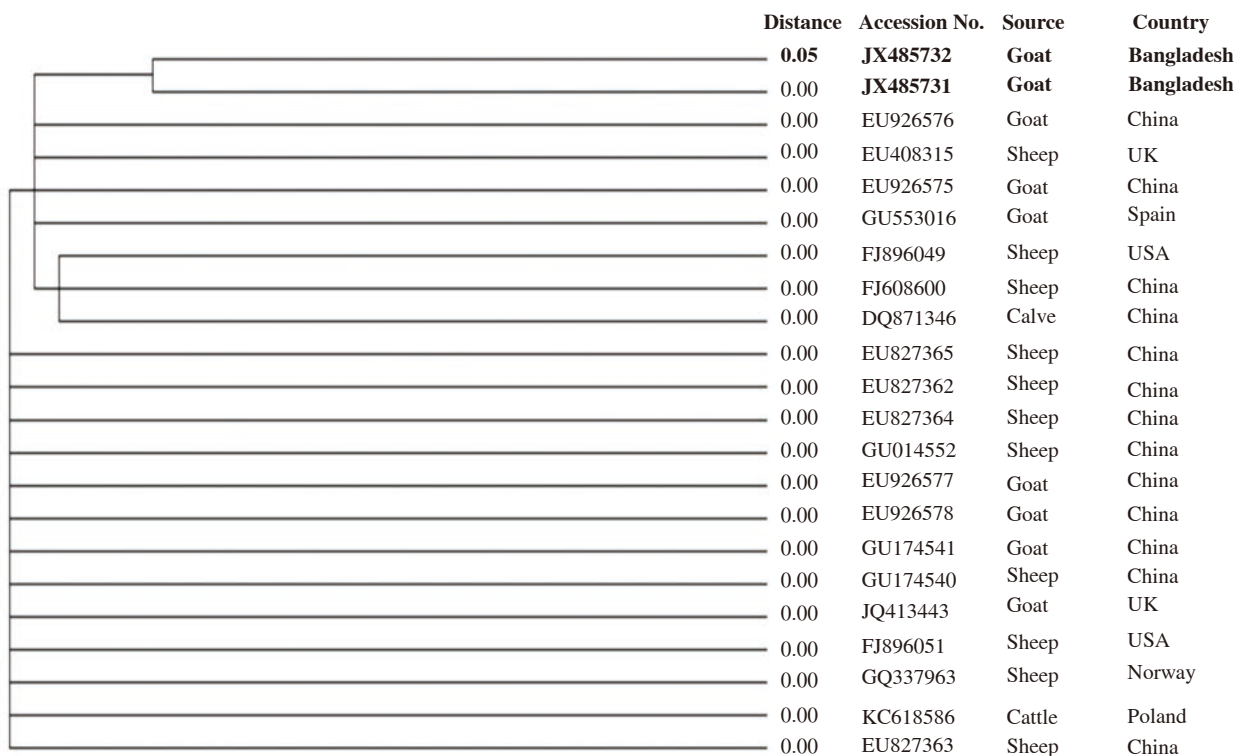 Distance Accession No. Source Country
0.05 JX485732 Goat Bangladesh
0.00 JX485731 Goat Bangladesh
0.00 EU926576 Goat China
0.00 EU408315 Sheep UK
0.00 EU926575 Goat China
0.00 GU553016 Goat Spain
0.00 FJ896049 Sheep USA
0.00 FJ608600 Sheep China
0.00 DQ871346 Calve China
0.00 EU827365 Sheep China
0.00 EU827362 Sheep China
0.00 EU827364 Sheep China
0.00 GU014552 Sheep China
0.00 EU926577 Goat China
0.00 EU926578 Goat China
0.00 GU174541 Goat China
0.00 GU174540 Sheep China
0.00 JQ413443 Goat UK
0.00 FJ896051 Sheep USA
0.00 GQ337963 Sheep Norway
0.00 KC618586 Cattle Poland
0.00 EU827363 Sheep China